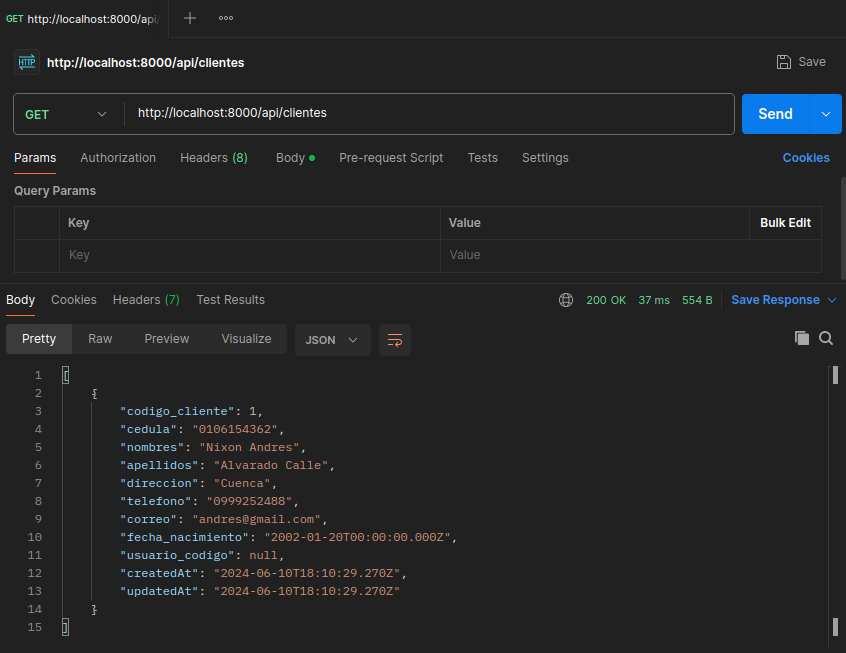 GET http://localhost:8000/api/
HTTP http://localhost:8000/api/clientes Save
GET http://localhost:8000/api/clientes Send
Params Authorization Headers (8) Body Pre-request Script Tests Settings Cookies
Query Params
Key Value Bulk Edit
Key Value
Body Cookies Headers (7) Test Results 200 OK 37 ms 554 B Save Response
Pretty Raw Preview Visualize JSON
1 [
2 {
3 "codigo_cliente": 1,
4 "cedula": "0106154362",
5 "nombres": "Nixon Andres",
6 "apellidos": "Alvarado Calle",
7 "direccion": "Cuenca",
8 "telefono": "0999252488",
9 "correo": "andres@gmail.com",
10 "fecha_nacimiento": "2002-01-20T00:00:00.000Z",
11 "usuario_codigo": null,
12 "createdAt": "2024-06-10T18:10:29.270Z",
13 "updatedAt": "2024-06-10T18:10:29.270Z"
14 }
15 ]